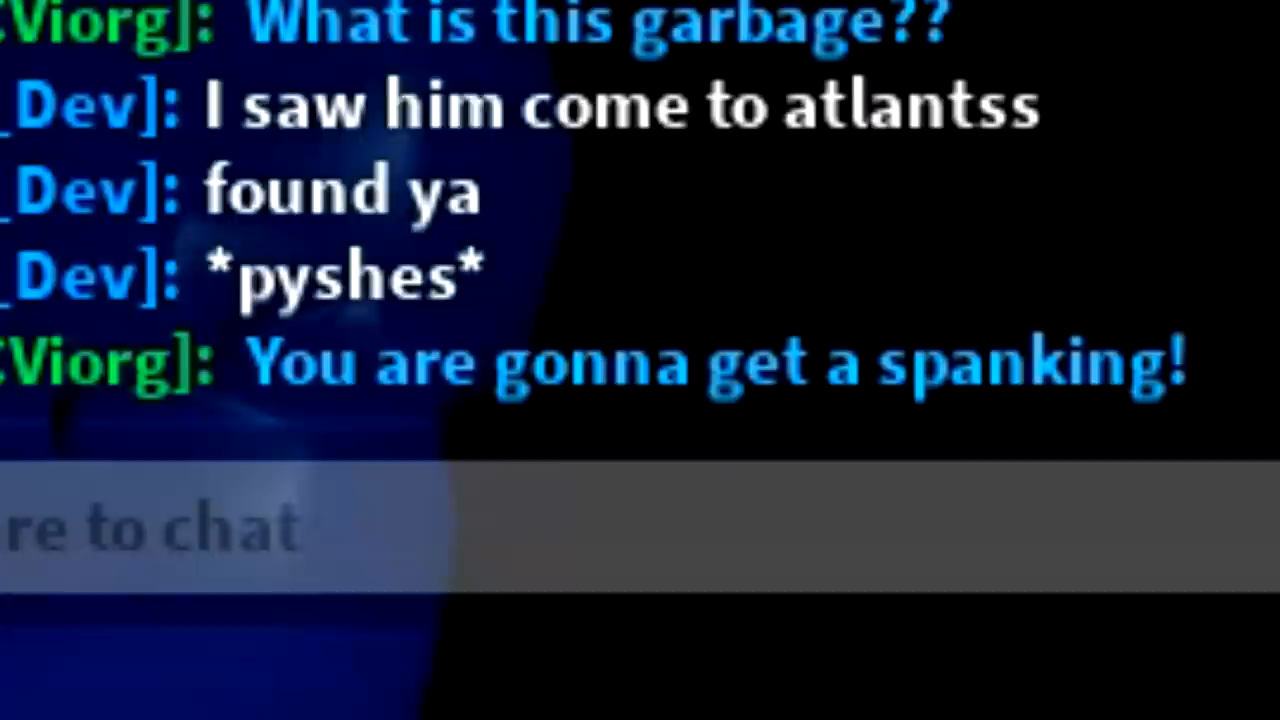 Viorg]: What is this garbage??
_Dev]: I saw him come to atlantss
_Dev]: found ya
_Dev]: *pyshes*
Viorg]: You are gonna get a spanking!
re to chat